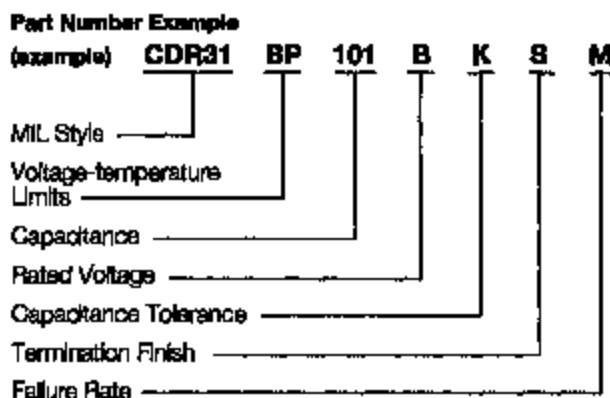 Part Number Example
(example) CDR31 BP 101 B K S M
MIL Style
Voltage-temperature
Limits
Capacitance
Rated Voltage
Capacitance Tolerance
Termination Finish
Failure Rate